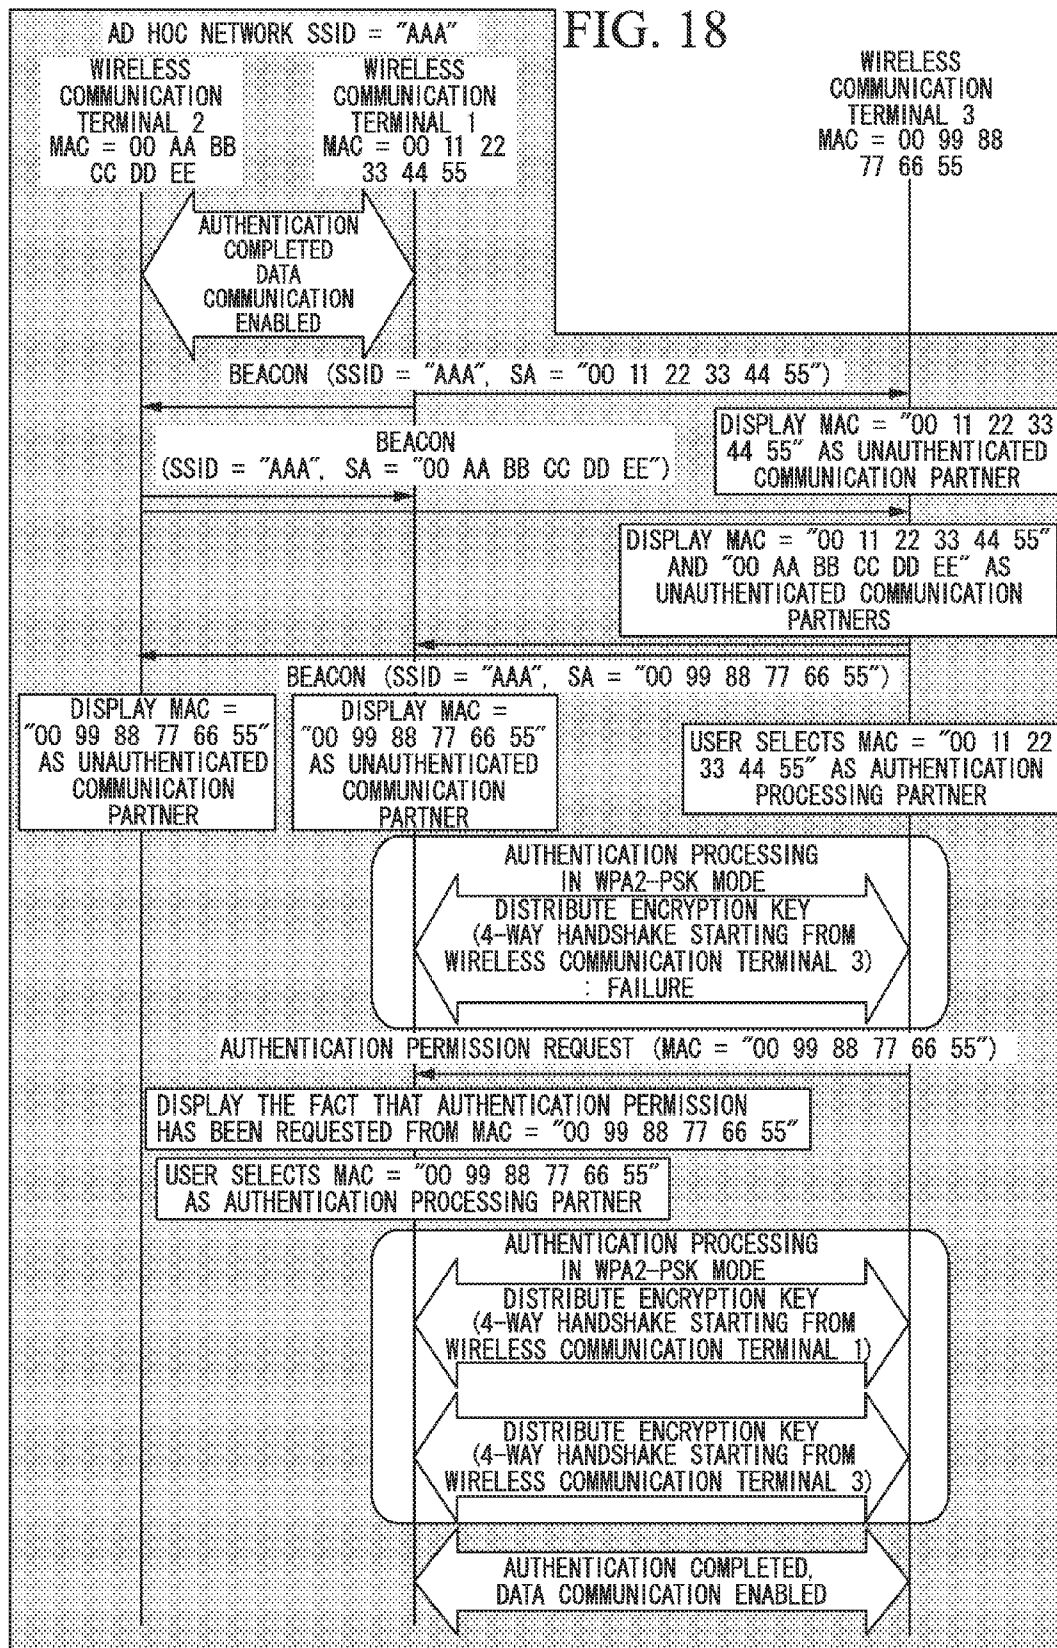 FIG. 18
AD HOC NETWORK SSID = "AAA"
WIRELESS
COMMUNICATION
TERMINAL 2
MAC = 00 AA BB
CC DD EE
WIRELESS
COMMUNICATION
TERMINAL 1
MAC = 00 11 22
33 44 55
WIRELESS
COMMUNICATION
TERMINAL 3
MAC = 00 99 88
77 66 55
AUTHENTICATION
COMPLETED
DATA
COMMUNICATION
ENABLED
BEACON (SSID = "AAA", SA = "00 11 22 33 44 55")
DISPLAY MAC = "00 11 22 33
44 55" AS UNAUTHENTICATED
COMMUNICATION PARTNER
BEACON
(SSID = "AAA", SA = "00 AA BB CC DD EE")
DISPLAY MAC = "00 11 22 33 44 55"
AND "00 AA BB CC DD EE" AS
UNAUTHENTICATED COMMUNICATION
PARTNERS
BEACON (SSID = "AAA", SA = "00 99 88 77 66 55")
DISPLAY MAC =
"00 99 88 77 66 55"
AS UNAUTHENTICATED
COMMUNICATION
PARTNER
DISPLAY MAC =
"00 99 88 77 66 55"
AS UNAUTHENTICATED
COMMUNICATION
PARTNER
USER SELECTS MAC = "00 11 22
33 44 55" AS AUTHENTICATION
PROCESSING PARTNER
AUTHENTICATION PROCESSING
IN WPA2-PSK MODE
DISTRIBUTE ENCRYPTION KEY
(4-WAY HANDSHAKE STARTING FROM
WIRELESS COMMUNICATION TERMINAL 3)
: FAILURE
AUTHENTICATION PERMISSION REQUEST (MAC = "00 99 88 77 66 55")
DISPLAY THE FACT THAT AUTHENTICATION PERMISSION
HAS BEEN REQUESTED FROM MAC = "00 99 88 77 66 55"
USER SELECTS MAC = "00 99 88 77 66 55"
AS AUTHENTICATION PROCESSING PARTNER
AUTHENTICATION PROCESSING
IN WPA2-PSK MODE
DISTRIBUTE ENCRYPTION KEY
(4-WAY HANDSHAKE STARTING FROM
WIRELESS COMMUNICATION TERMINAL 1)
DISTRIBUTE ENCRYPTION KEY
(4-WAY HANDSHAKE STARTING FROM
WIRELESS COMMUNICATION TERMINAL 3)
AUTHENTICATION COMPLETED,
DATA COMMUNICATION ENABLED